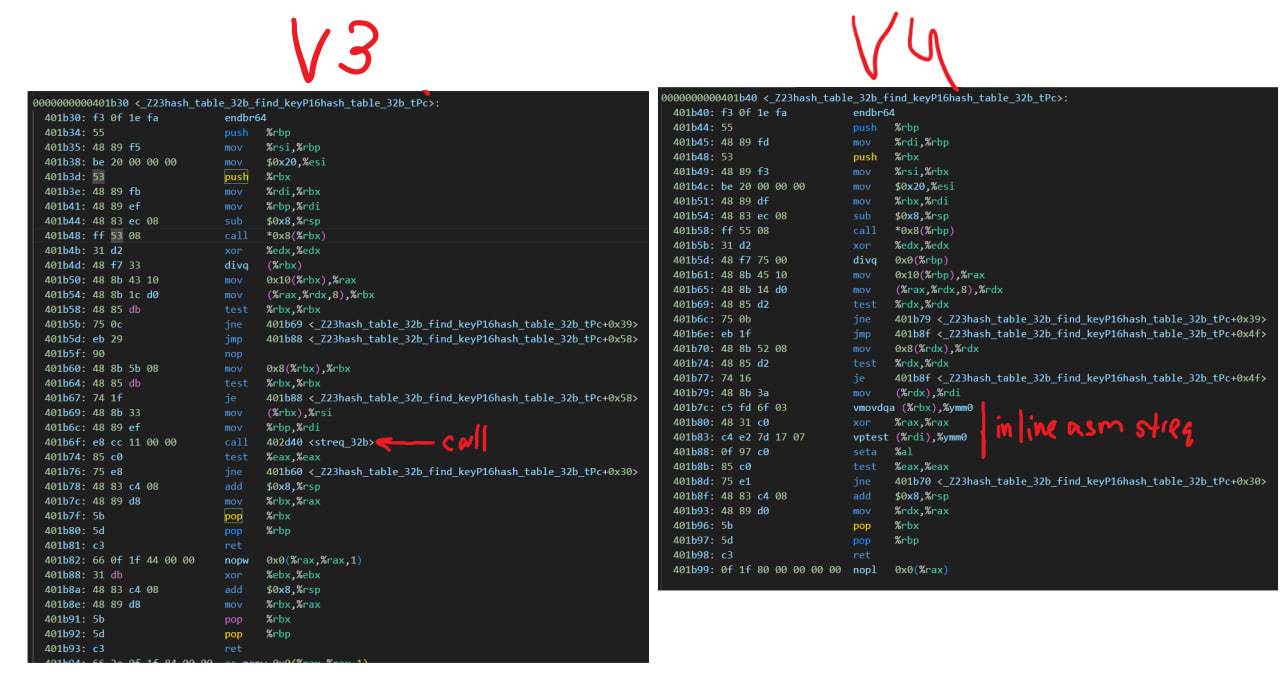 V3
0000000000401b30 <_Z23hash_table_32b_find_keyP16hash_table_32b_tPc>:
401b30: f3 0f 1e fa endbr64
401b34: 55 push %rbp
401b35: 48 89 f5 mov %rsi,%rbp
401b38: be 20 00 00 00 mov $0x20,%esi
401b3d: 53 push %rbx
401b3e: 48 89 fb mov %rdi,%rbx
401b41: 48 89 ef mov %rbp,%rdi
401b44: 48 83 ec 08 sub $0x8,%rsp
401b48: ff 53 08 call *0x8(%rbx)
401b4b: 31 d2 xor %edx,%edx
401b4d: 48 f7 33 divq (%rbx)
401b50: 48 8b 43 10 mov 0x10(%rbx),%rax
401b54: 48 8b 1c d0 mov (%rax,%rdx,8),%rbx
401b58: 48 85 db test %rbx,%rbx
401b5b: 75 0c jne 401b69 <_Z23hash_table_32b_find_keyP16hash_table_32b_tPc+0x39>
401b5d: eb 29 jmp 401b88 <_Z23hash_table_32b_find_keyP16hash_table_32b_tPc+0x58>
401b5f: 90 nop
401b60: 48 8b 5b 08 mov 0x8(%rbx),%rbx
401b64: 48 85 db test %rbx,%rbx
401b67: 74 1f je 401b88 <_Z23hash_table_32b_find_keyP16hash_table_32b_tPc+0x58>
401b69: 48 8b 33 mov (%rbx),%rsi
401b6c: 48 89 ef mov %rbp,%rdi
401b6f: e8 cc 11 00 00 call 402d40 <streq_32b> call
401b74: 85 c0 test %eax,%eax
401b76: 75 e8 jne 401b60 <_Z23hash_table_32b_find_keyP16hash_table_32b_tPc+0x30>
401b78: 48 83 c4 08 add $0x8,%rsp
401b7c: 48 89 d8 mov %rbx,%rax
401b7f: 5b pop %rbx
401b80: 5d pop %rbp
401b81: c3 ret
401b82: 66 0f 1f 44 00 00 nopw 0x0(%rax,%rax,1)
401b88: 31 db xor %ebx,%ebx
401b8a: 48 83 c4 08 add $0x8,%rsp
401b8e: 48 89 d8 mov %rbx,%rax
401b91: 5b pop %rbx
401b92: 5d pop %rbp
401b93: c3 ret
V4
0000000000401b40 <_Z23hash_table_32b_find_keyP16hash_table_32b_tPc>:
401b40: f3 0f 1e fa endbr64
401b44: 55 push %rbp
401b45: 48 89 fd mov %rdi,%rbp
401b48: 53 push %rbx
401b49: 48 89 f3 mov %rsi,%rbx
401b4c: be 20 00 00 00 mov $0x20,%esi
401b51: 48 89 df mov %rbx,%rdi
401b54: 48 83 ec 08 sub $0x8,%rsp
401b58: ff 55 08 call *0x8(%rbp)
401b5b: 31 d2 xor %edx,%edx
401b5d: 48 f7 75 00 divq 0x0(%rbp)
401b61: 48 8b 45 10 mov 0x10(%rbp),%rax
401b65: 48 8b 14 d0 mov (%rax,%rdx,8),%rdx
401b69: 48 85 d2 test %rdx,%rdx
401b6c: 75 0b jne 401b79 <_Z23hash_table_32b_find_keyP16hash_table_32b_tPc+0x39>
401b6e: eb 1f jmp 401b8f <_Z23hash_table_32b_find_keyP16hash_table_32b_tPc+0x4f>
401b70: 48 8b 52 08 mov 0x8(%rdx),%rdx
401b74: 48 85 d2 test %rdx,%rdx
401b77: 74 16 je 401b8f <_Z23hash_table_32b_find_keyP16hash_table_32b_tPc+0x4f>
401b79: 48 8b 3a mov (%rdx),%rdi
401b7c: c5 fd 6f 03 vmovdqa (%rbx),%ymm0
401b80: 48 31 c0 xor %rax,%rax
401b83: c4 e2 7d 17 07 vptest (%rdi),%ymm0
inline asm streq
401b88: 0f 97 c0 seta %al
401b8b: 85 c0 test %eax,%eax
401b8d: 75 e1 jne 401b70 <_Z23hash_table_32b_find_keyP16hash_table_32b_tPc+0x30>
401b8f: 48 83 c4 08 add $0x8,%rsp
401b93: 48 89 d0 mov %rdx,%rax
401b96: 5b pop %rbx
401b97: 5d pop %rbp
401b98: c3 ret
401b99: 0f 1f 80 00 00 00 00 nopl 0x0(%rax)